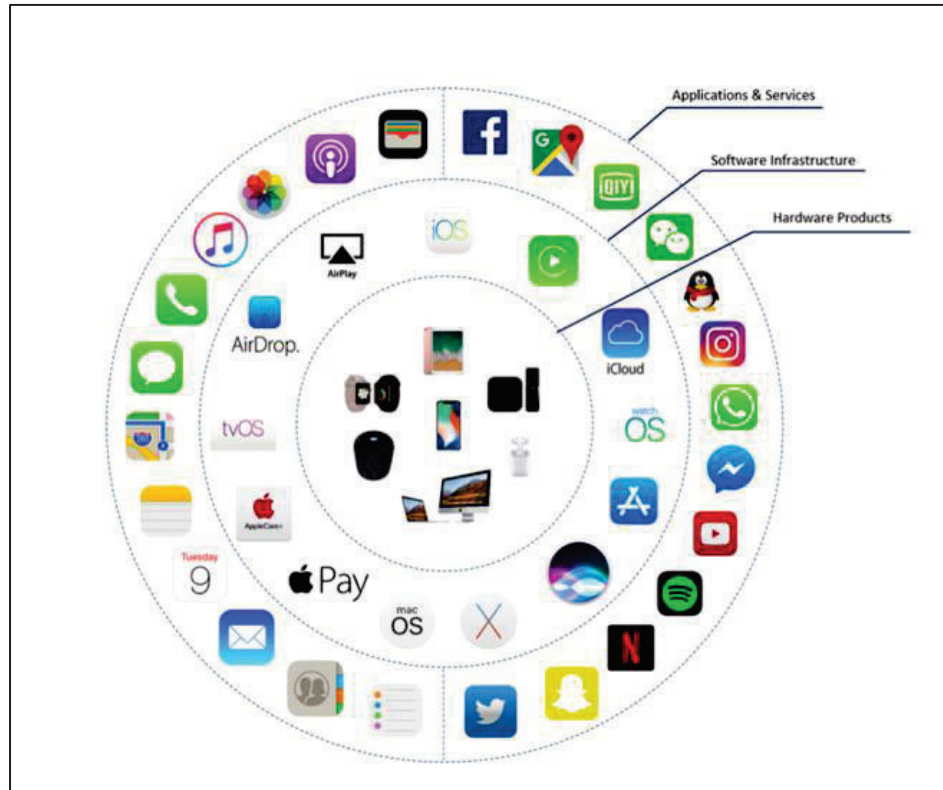 Applications & Services
Software Infrastructure
Hardware Products
f
G
iQIYI
iOS
AirPlay
AirDrop.
iCloud
tvOS
watch
OS
AppleCare+
Tuesday
9
Pay
mac
OS
X
N